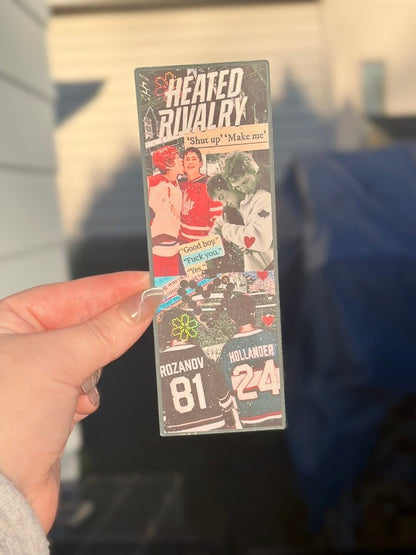 HEATED
RIVALRY
'Shut up' 'Make me'
"Good boy."
"Fuck you."
"Yes."
ROZANOV
HOLLANDER
81
24